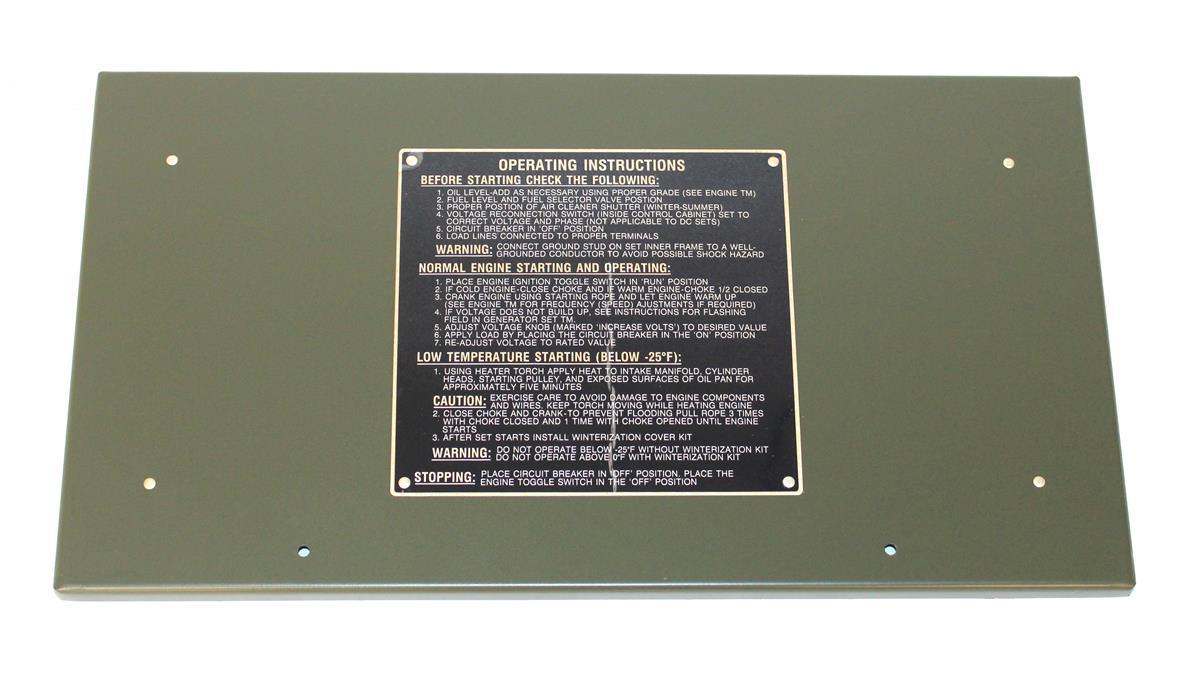 OPERATING INSTRUCTIONS
BEFORE STARTING CHECK THE FOLLOWING:
1. OIL LEVEL-ADD AS NECESSARY USING PROPER GRADE (SEE ENGINE TM)
2. FUEL LEVEL AND FUEL SELECTOR VALVE POSTION
3. PROPER POSTION OF AIR CLEANER SHUTTER (WINTER-SUMMER)
4. VOLTAGE RECONNECTION SWITCH (INSIDE CONTROL CABINET) SET TO
CORRECT VOLTAGE AND PHASE (NOT APPLICABLE TO DC SETS)
5. CIRCUIT BREAKER IN 'OFF' POSITION
6. LOAD LINES CONNECTED TO PROPER TERMINALS
WARNING: CONNECT GROUND STUD ON SET INNER FRAME TO A WELL-
GROUNDED CONDUCTOR TO AVOID POSSIBLE SHOCK HAZARD
NORMAL ENGINE STARTING AND OPERATING:
1. PLACE ENGINE IGNITION TOGGLE SWITCH IN 'RUN' POSITION
2. IF COLD ENGINE-CLOSE CHOKE AND IF WARM ENGINE-CHOKE 1/2 CLOSED
3. CRANK ENGINE USING STARTING ROPE AND LET ENGINE WARM UP
(SEE ENGINE TM FOR FREQUENCY (SPEED) AJUSTMENTS IF REQUIRED)
4. IF VOLTAGE DOES NOT BUILD UP, SEE INSTRUCTIONS FOR FLASHING
FIELD IN GENERATOR SET TM.
5. ADJUST VOLTAGE KNOB (MARKED 'INCREASE VOLTS') TO DESIRED VALUE
6. APPLY LOAD BY PLACING THE CIRCUIT BREAKER IN THE 'ON' POSITION
7. RE-ADJUST VOLTAGE TO RATED VALUE
LOW TEMPERATURE STARTING (BELOW -25°F):
1. USING HEATER TORCH APPLY HEAT TO INTAKE MANIFOLD, CYLINDER
HEADS, STARTING PULLEY, AND EXPOSED SURFACES OF OIL PAN FOR
APPROXIMATELY FIVE MINUTES
CAUTION: EXERCISE CARE TO AVOID DAMAGE TO ENGINE COMPONENTS
AND WIRES. KEEP TORCH MOVING WHILE HEATING ENGINE
2. CLOSE CHOKE AND CRANK-TO PREVENT FLOODING PULL ROPE 3 TIMES
WITH CHOKE CLOSED AND 1 TIME WITH CHOKE OPENED UNTIL ENGINE
STARTS
3. AFTER SET STARTS INSTALL WINTERIZATION COVER KIT
WARNING: DO NOT OPERATE BELOW -25°F WITHOUT WINTERIZATION KIT
DO NOT OPERATE ABOVE 0°F WITH WINTERIZATION KIT
STOPPING: PLACE CIRCUIT BREAKER IN 'OFF' POSITION. PLACE THE
ENGINE TOGGLE SWITCH IN THE 'OFF' POSITION